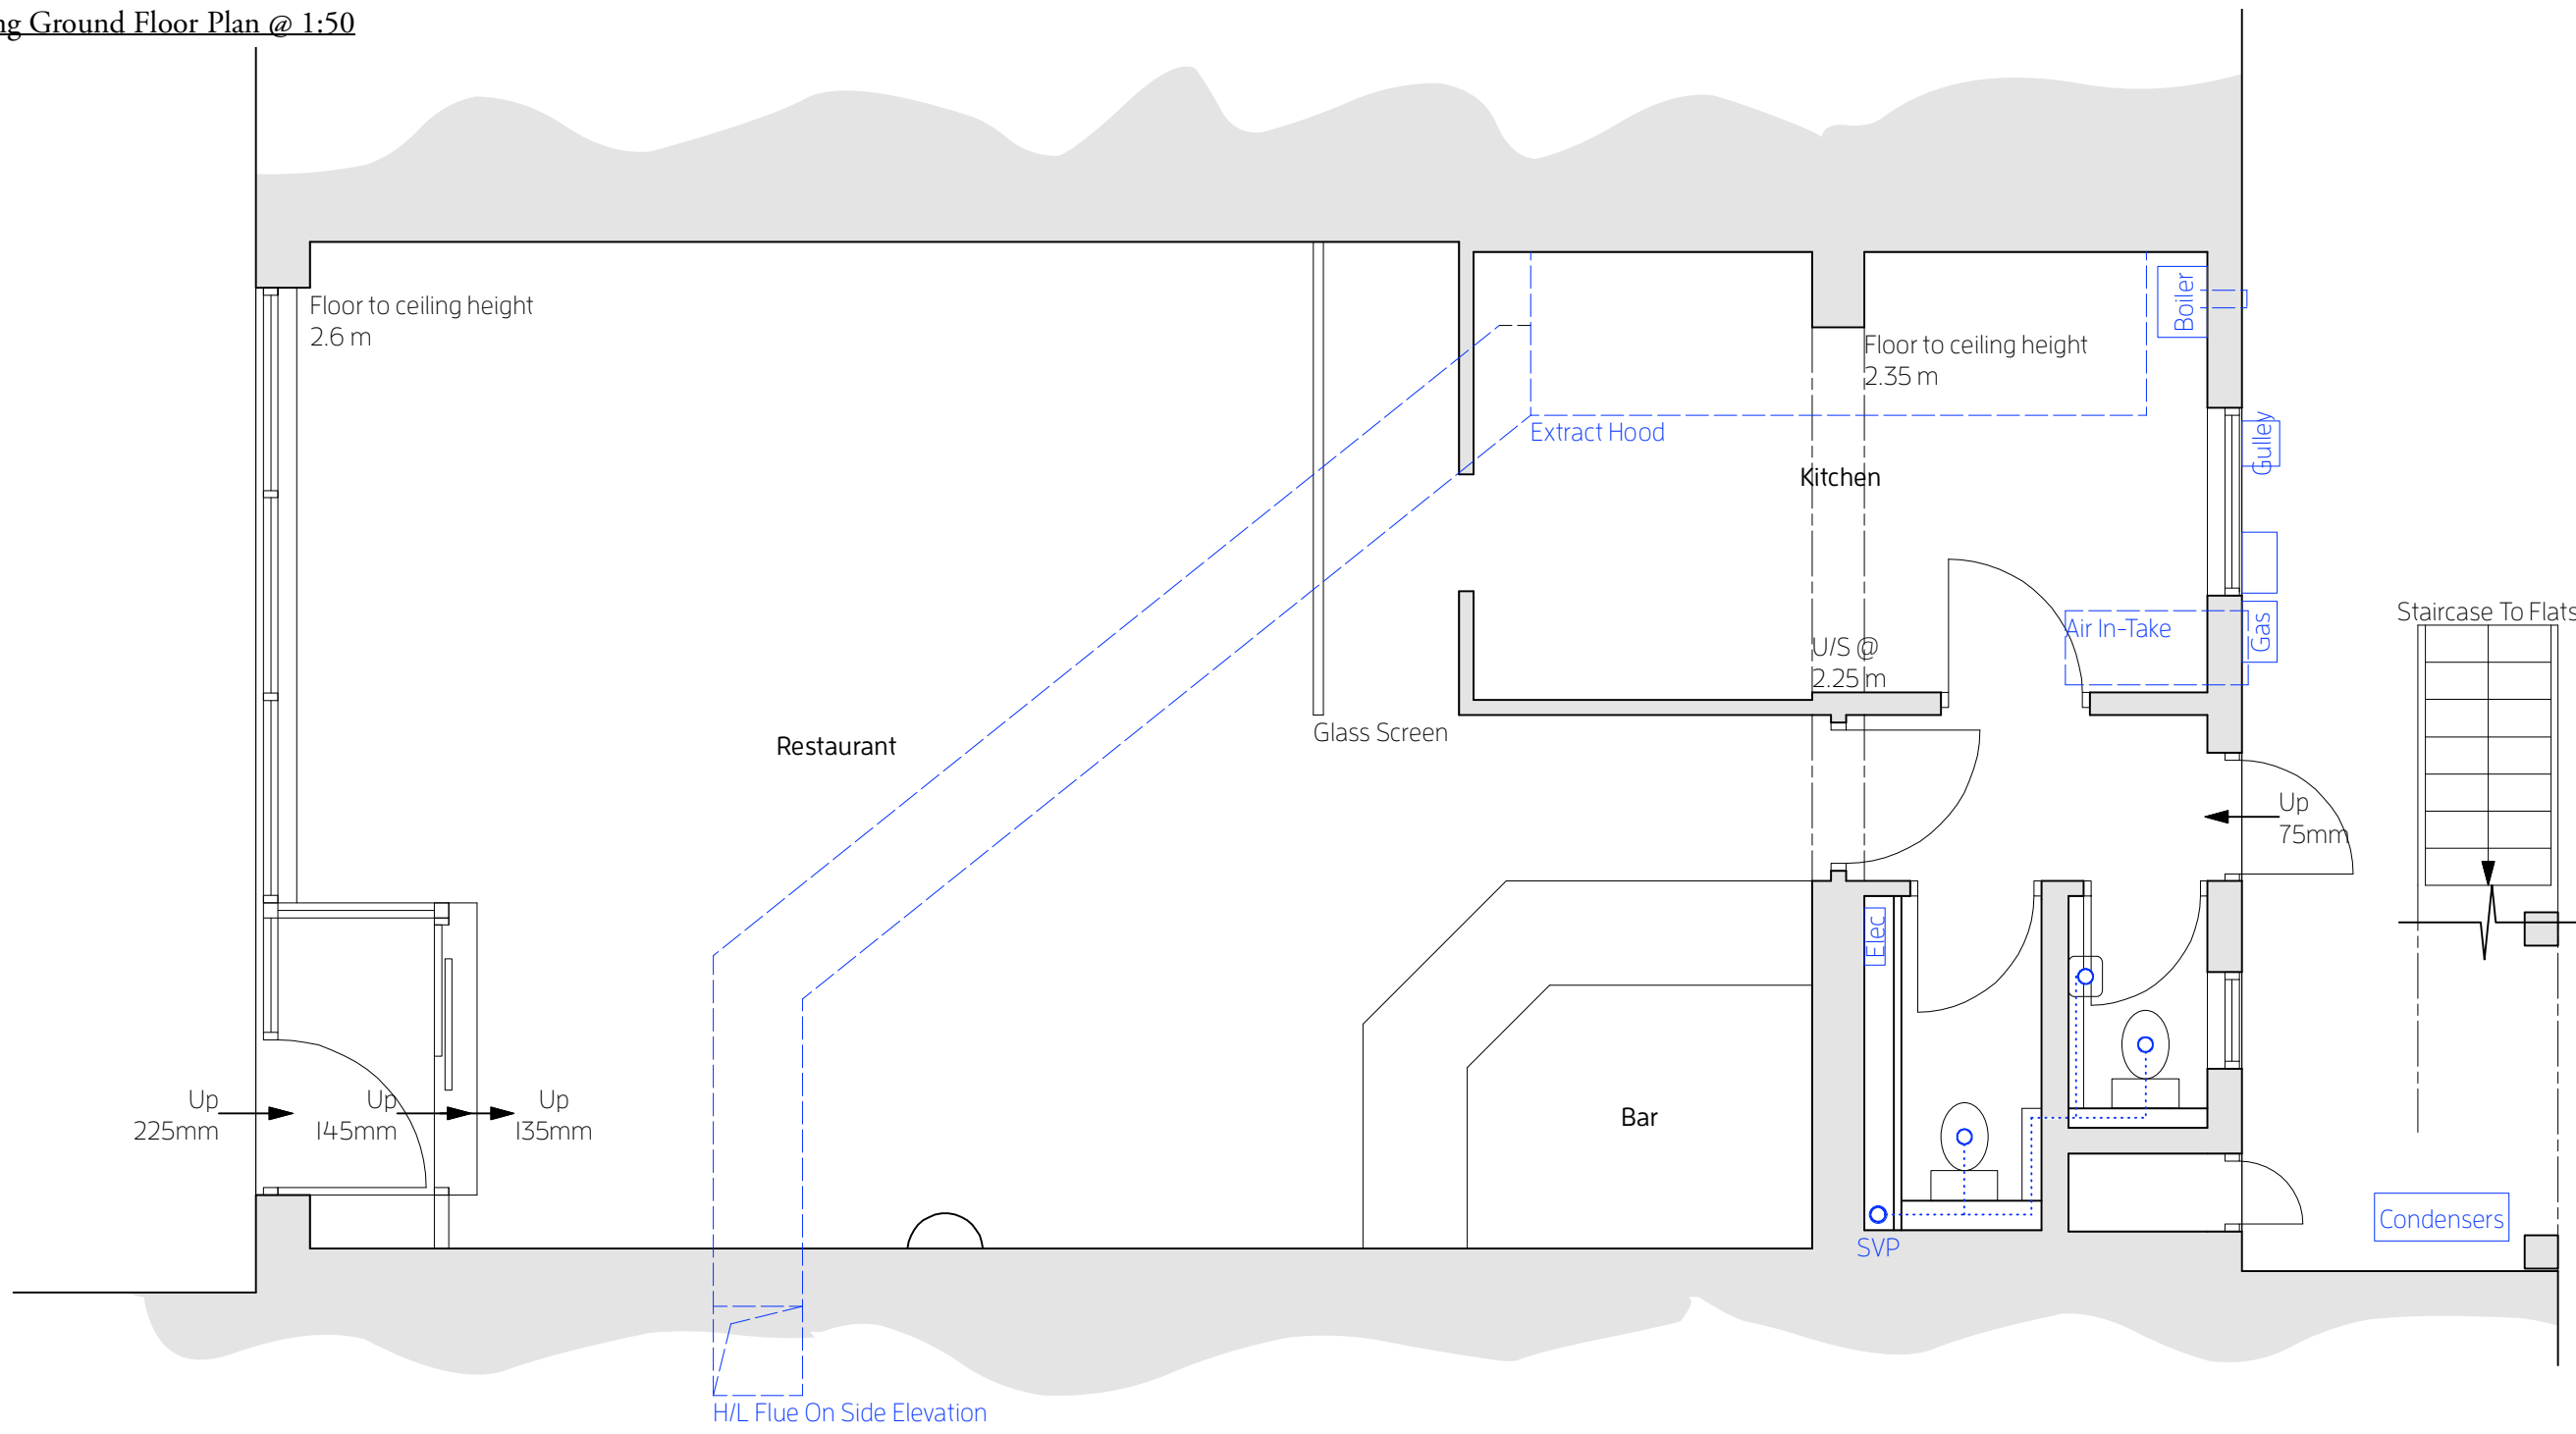 ng Ground Floor Plan @ 1:50
Floor to ceiling height
2.6 m
Boiler
Floor to ceiling height
2.35 m
Extract Hood
Gulley
Kitchen
Staircase To Flats
Air In-Take
Gas
U/S @
2.25 m
Glass Screen
Restaurant
Up
75mm
Elec
Up
225mm
Up
145mm
Up
135mm
Bar
Condensers
SVP
H/L Flue On Side Elevation